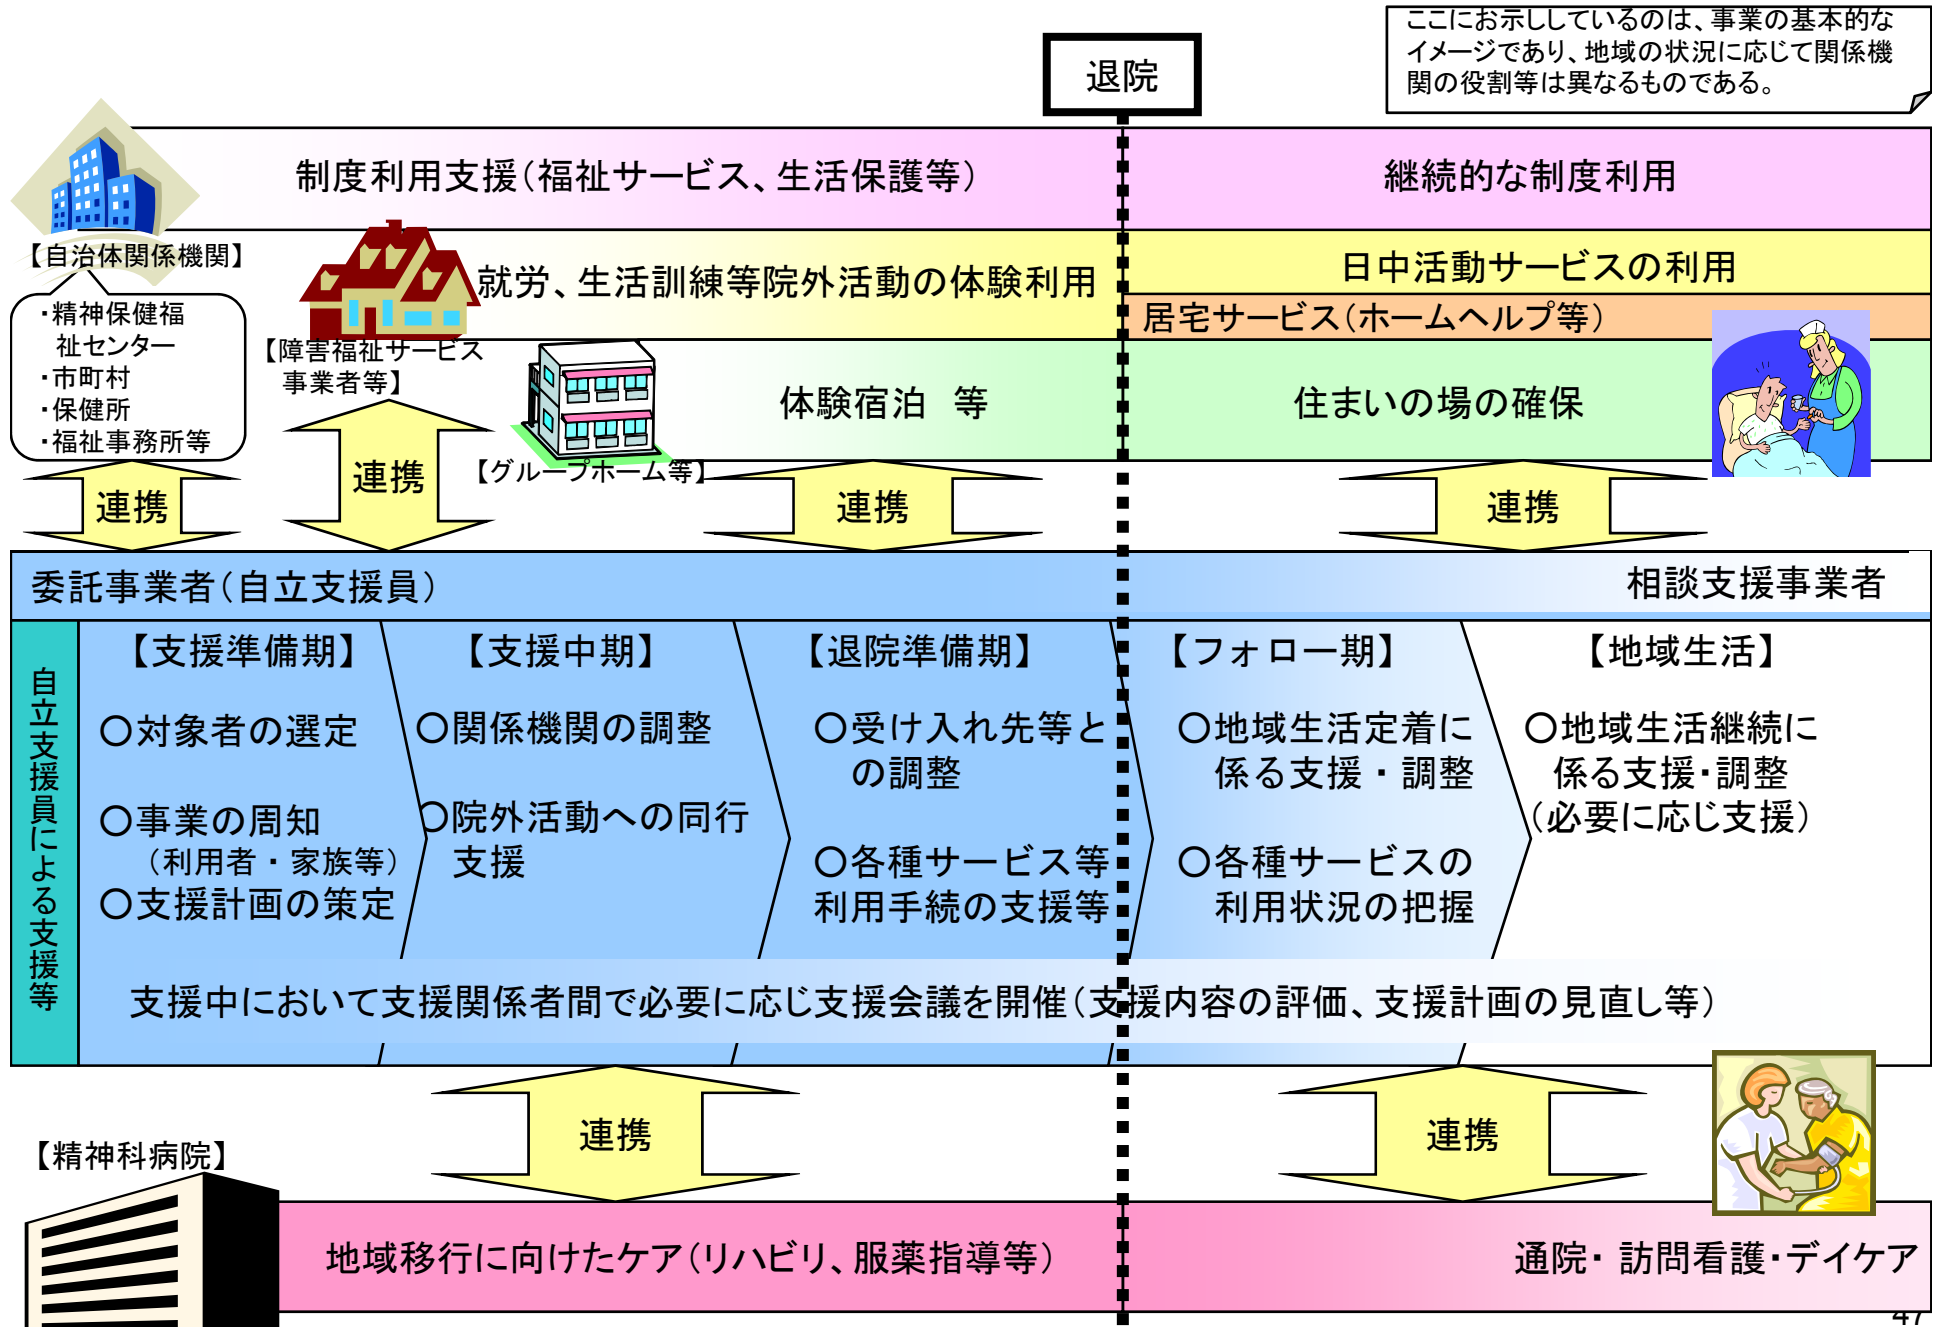 ここにお示ししているのは、事業の基本的な
イメージであり、地域の状況に応じて関係機
関の役割等は異なるものである。
退院
制度利用支援(福祉サービス、生活保護等)
継続的な制度利用
【自治体関係機関】
・精神保健福
祉センター
・市町村
・保健所
・福祉事務所等
就労、生活訓練等院外活動の体験利用
日中活動サービスの利用
居宅サービス(ホームヘルプ等)
【障害福祉サービス
事業者等】
体験宿泊 等
住まいの場の確保
【グループホーム等】
連携
連携
連携
連携
委託事業者(自立支援員)
相談支援事業者
自立支援員による支援等
【支援準備期】
○対象者の選定
○事業の周知
(利用者・家族等)
○支援計画の策定
【支援中期】
○関係機関の調整
○院外活動への同行
支援
【退院準備期】
○受け入れ先等と
の調整
○各種サービス等
利用手続の支援等
【フォロー期】
○地域生活定着に
係る支援・調整
○各種サービスの
利用状況の把握
【地域生活】
○地域生活継続に
係る支援・調整
(必要に応じ支援)
支援中において支援関係者間で必要に応じ支援会議を開催(支援内容の評価、支援計画の見直し等)
連携
連携
【精神科病院】
地域移行に向けたケア(リハビリ、服薬指導等)
通院・訪問看護・デイケア
47